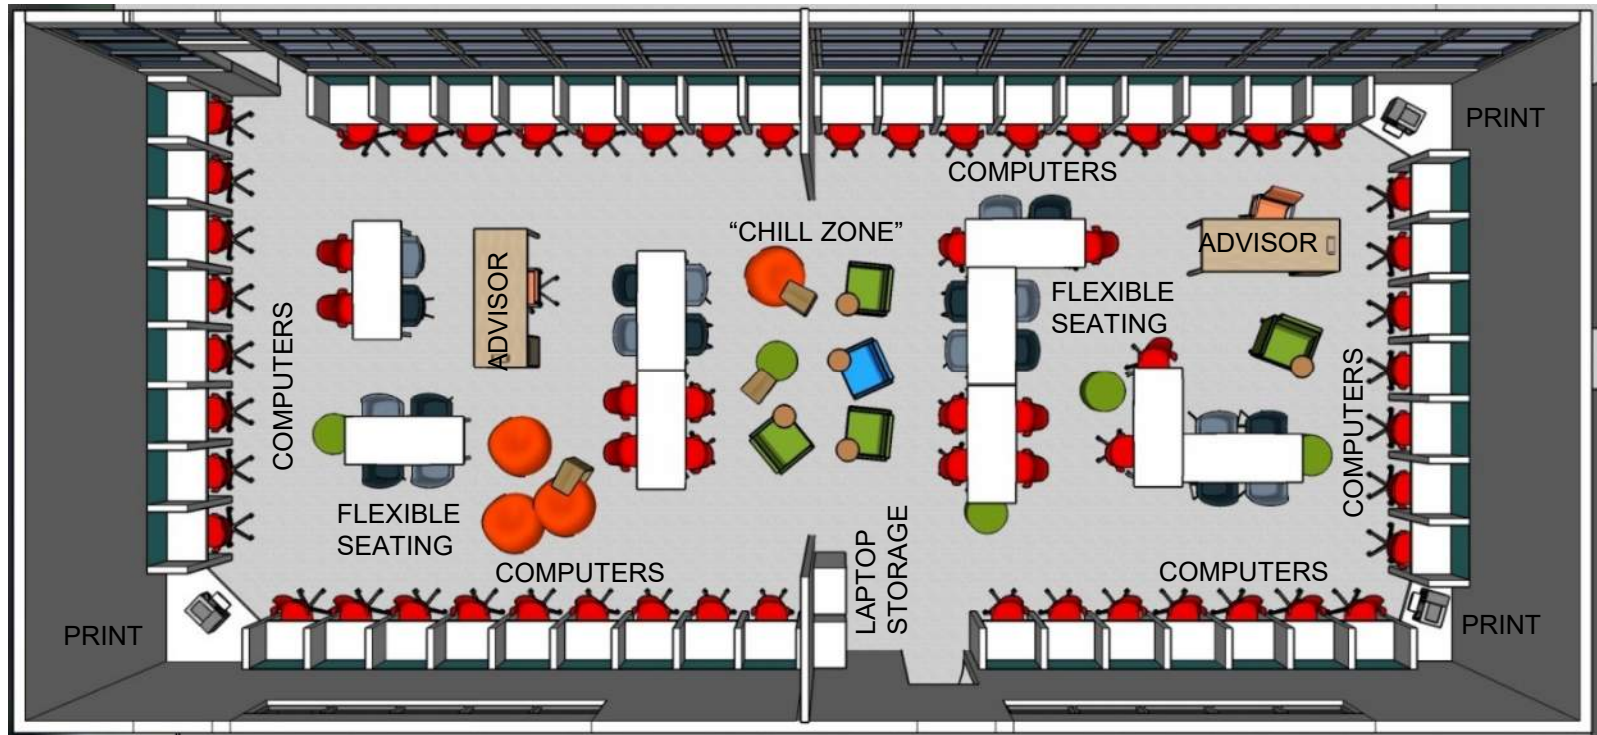 PRINT
COMPUTERS
“CHILL ZONE”
ADVISOR
ADVISOR
FLEXIBLE
SEATING
COMPUTERS
COMPUTERS
FLEXIBLE
SEATING
LAPTOP
STORAGE
COMPUTERS
COMPUTERS
PRINT
PRINT